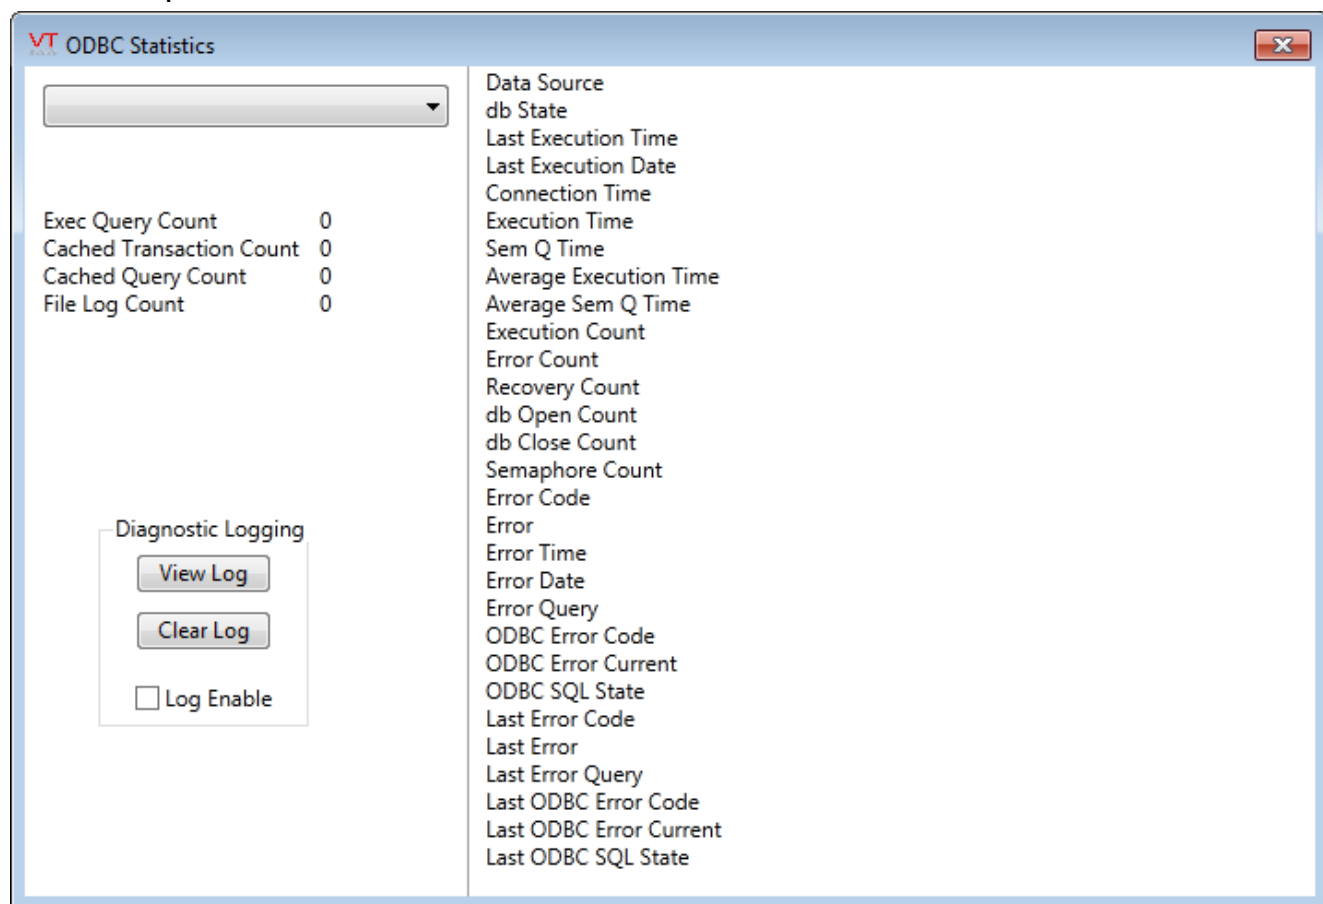 VT ODBC Statistics
Exec Query Count 0
Cached Transaction Count 0
Cached Query Count 0
File Log Count 0
Diagnostic Logging
View Log
Clear Log
Log Enable
Data Source
db State
Last Execution Time
Last Execution Date
Connection Time
Execution Time
Sem Q Time
Average Execution Time
Average Sem Q Time
Execution Count
Error Count
Recovery Count
db Open Count
db Close Count
Semaphore Count
Error Code
Error
Error Time
Error Date
Error Query
ODBC Error Code
ODBC Error Current
ODBC SQL State
Last Error Code
Last Error
Last Error Query
Last ODBC Error Code
Last ODBC Error Current
Last ODBC SQL State